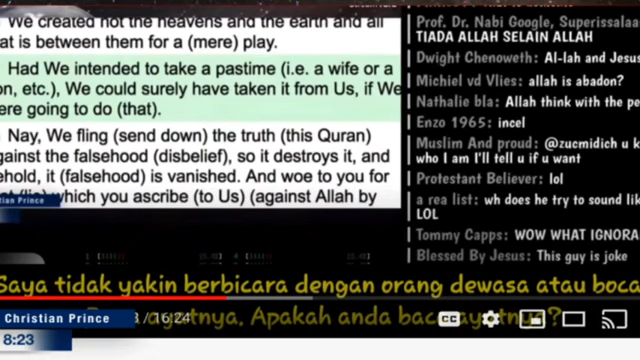 We created not the heavens and the earth and all
at is between them for a (mere) play.
Had We intended to take a pastime (i.e. a wife or a
on, etc.), We could surely have taken it from Us, if We
ere going to do (that).
Nay, We fling (send down) the truth (this Quran)
gainst the falsehood (disbelief), so it destroys it, and
ehold, it (falsehood) is vanished. And woe to you for
which you ascribe (to Us) (against Allah by
stian Prince
Prof. Dr. Nabi Google, Superissalaa
TIADA ALLAH SELAIN ALLAH
Dwight Chenoweth: Al-lah and Jesus
Michiel vd Vlies: allah is abadon?
Nathalie bla: Allah think with the pe
Enzo 1965: incel
Muslim And proud: @zucmidich u k
who I am I'll tell u if u want
Protestant Believer: lol
a rea list: wh does he try to sound lik
LOL
Tommy Capps: WOW WHAT IGNORA
Blessed By Jesus: This guy is joke
Saya tidak yakin berbicara dengan orang dewasa atau boca
ayatnya. Apakah anda baca ayatnya?
Christian Prince
/ 16:24
CC
8:23